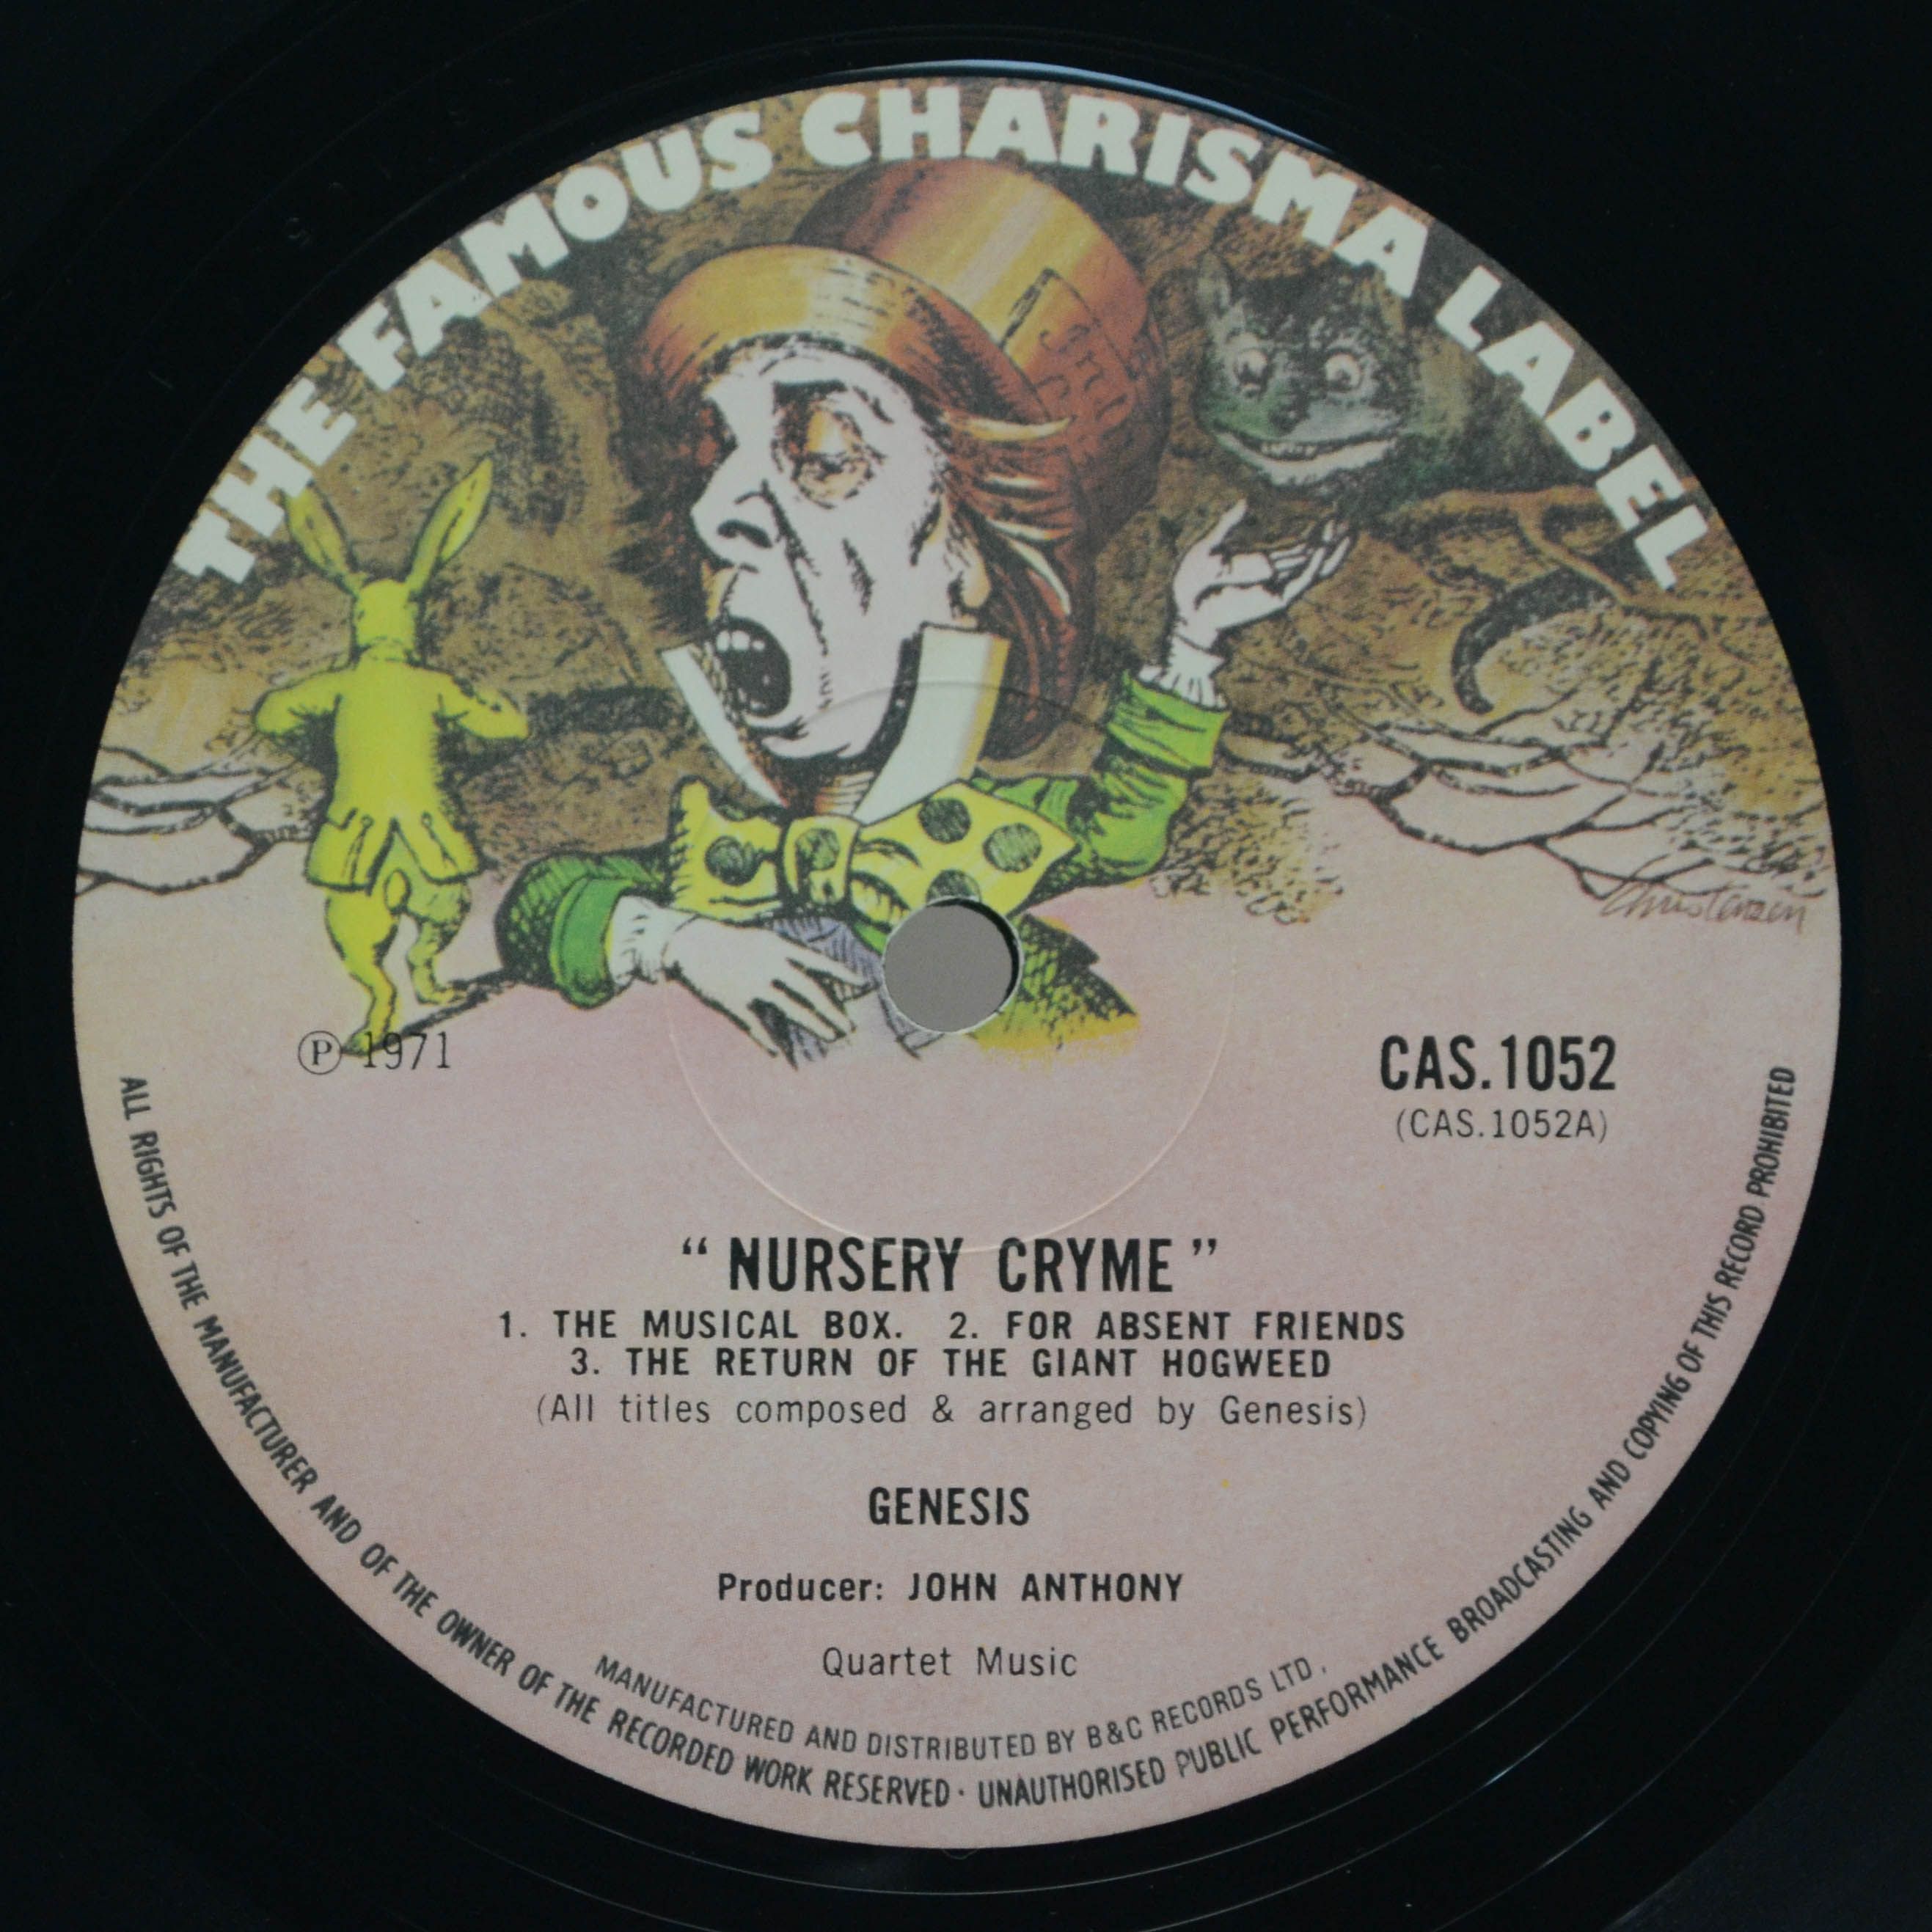 THE FAMOUS CHARISMA LABEL
Christenzen
Ⓟ 1971
CAS.1052
(CAS.1052A)
“ NURSERY CRYME ”
1. THE MUSICAL BOX. 2. FOR ABSENT FRIENDS
3. THE RETURN OF THE GIANT HOGWEED
(All titles composed & arranged by Genesis)
GENESIS
Producer: JOHN ANTHONY
Quartet Music
MANUFACTURED AND DISTRIBUTED BY B&C RECORDS LTD.
ALL RIGHTS OF THE MANUFACTURER AND OF THE OWNER OF THE RECORDED WORK RESERVED · UNAUTHORISED PUBLIC PERFORMANCE BROADCASTING AND COPYING OF THIS RECORD PROHIBITED